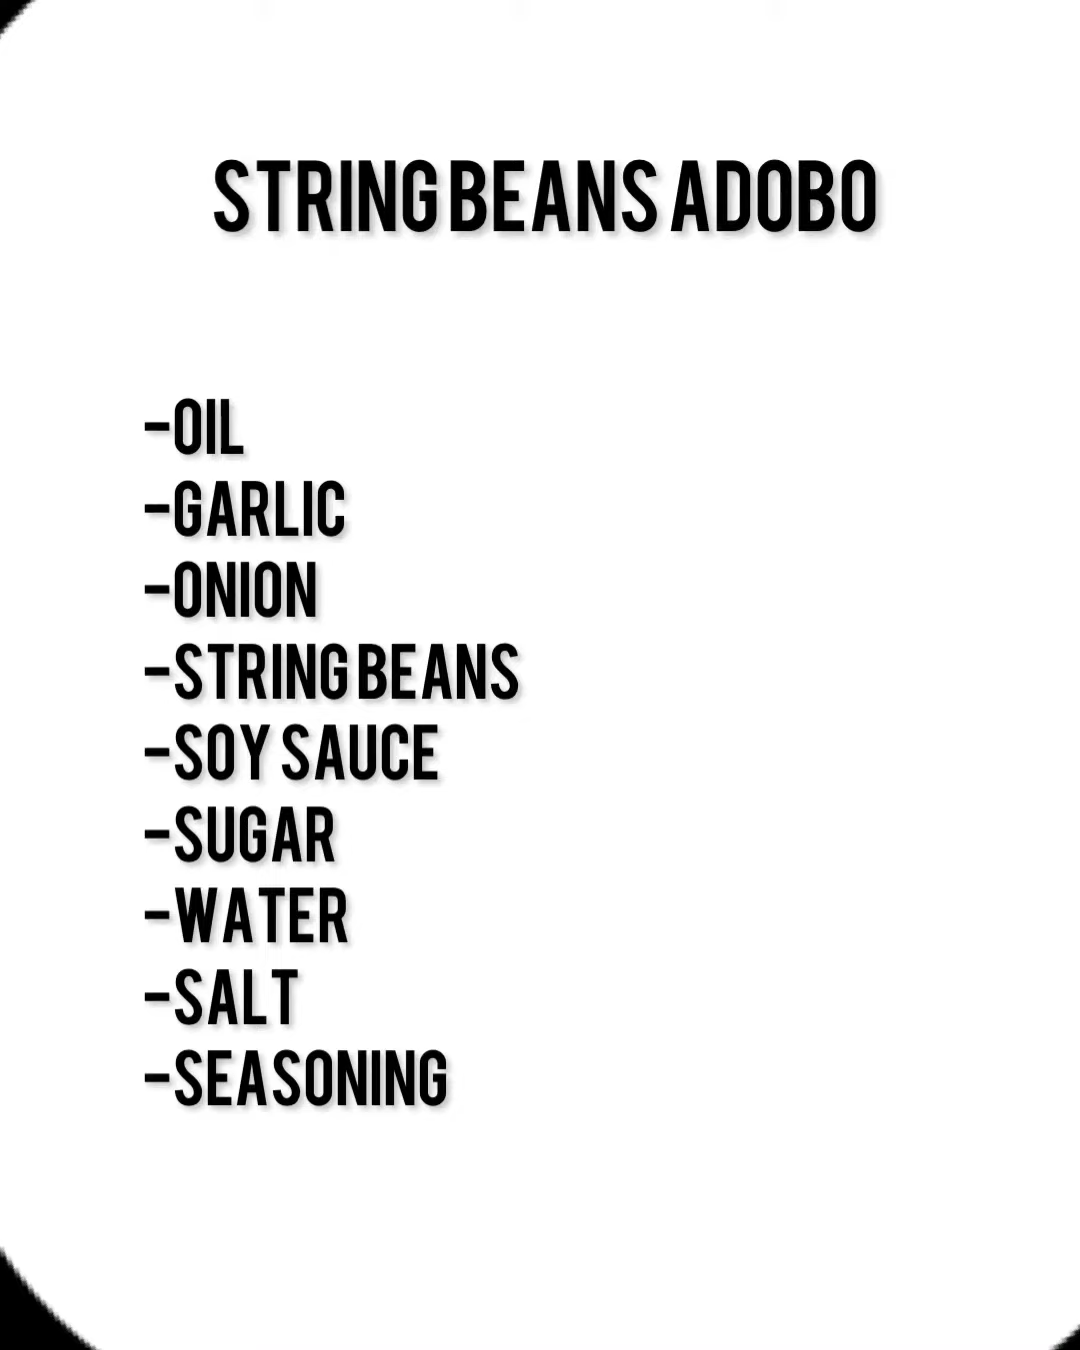 STRING BEANS ADOBO
-OIL
-GARLIC
-ONION
-STRING BEANS
-SOY SAUCE
-SUGAR
-WATER
-SALT
-SEASONING